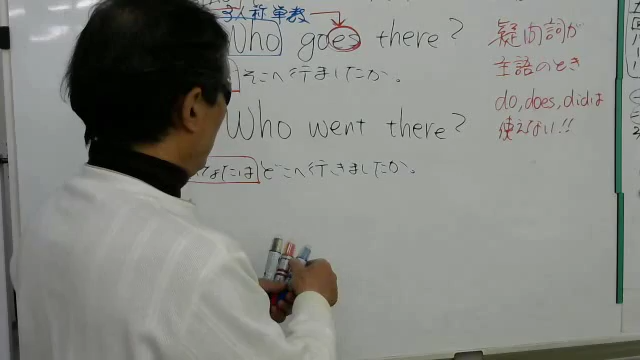 三人称 単数
Who goes there?
そこへ行ましたか。
Who went there?
あなたは どこへ行きましたか。
疑問詞が
主語のとき
do, does, didは
使えない!!